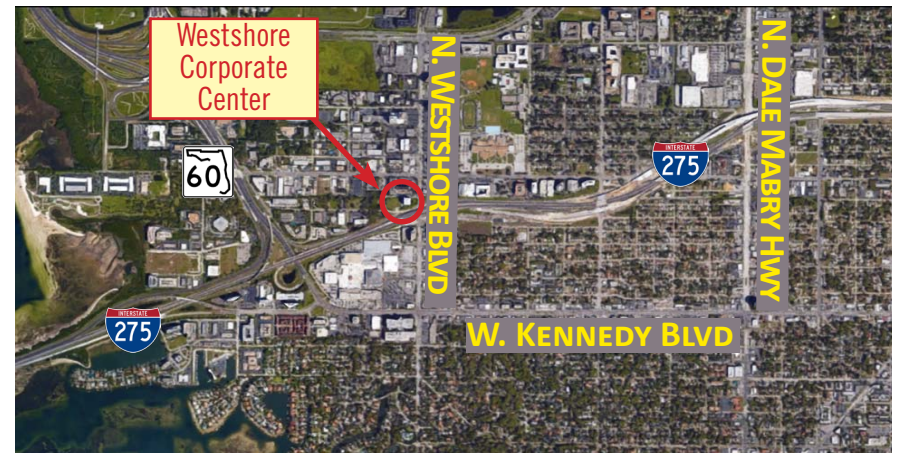 Westshore
Corporate
Center
N. WESTSHORE BLVD
N. DALE MABRY HWY
60
INTERSTATE
275
INTERSTATE
275
W. KENNEDY BLVD